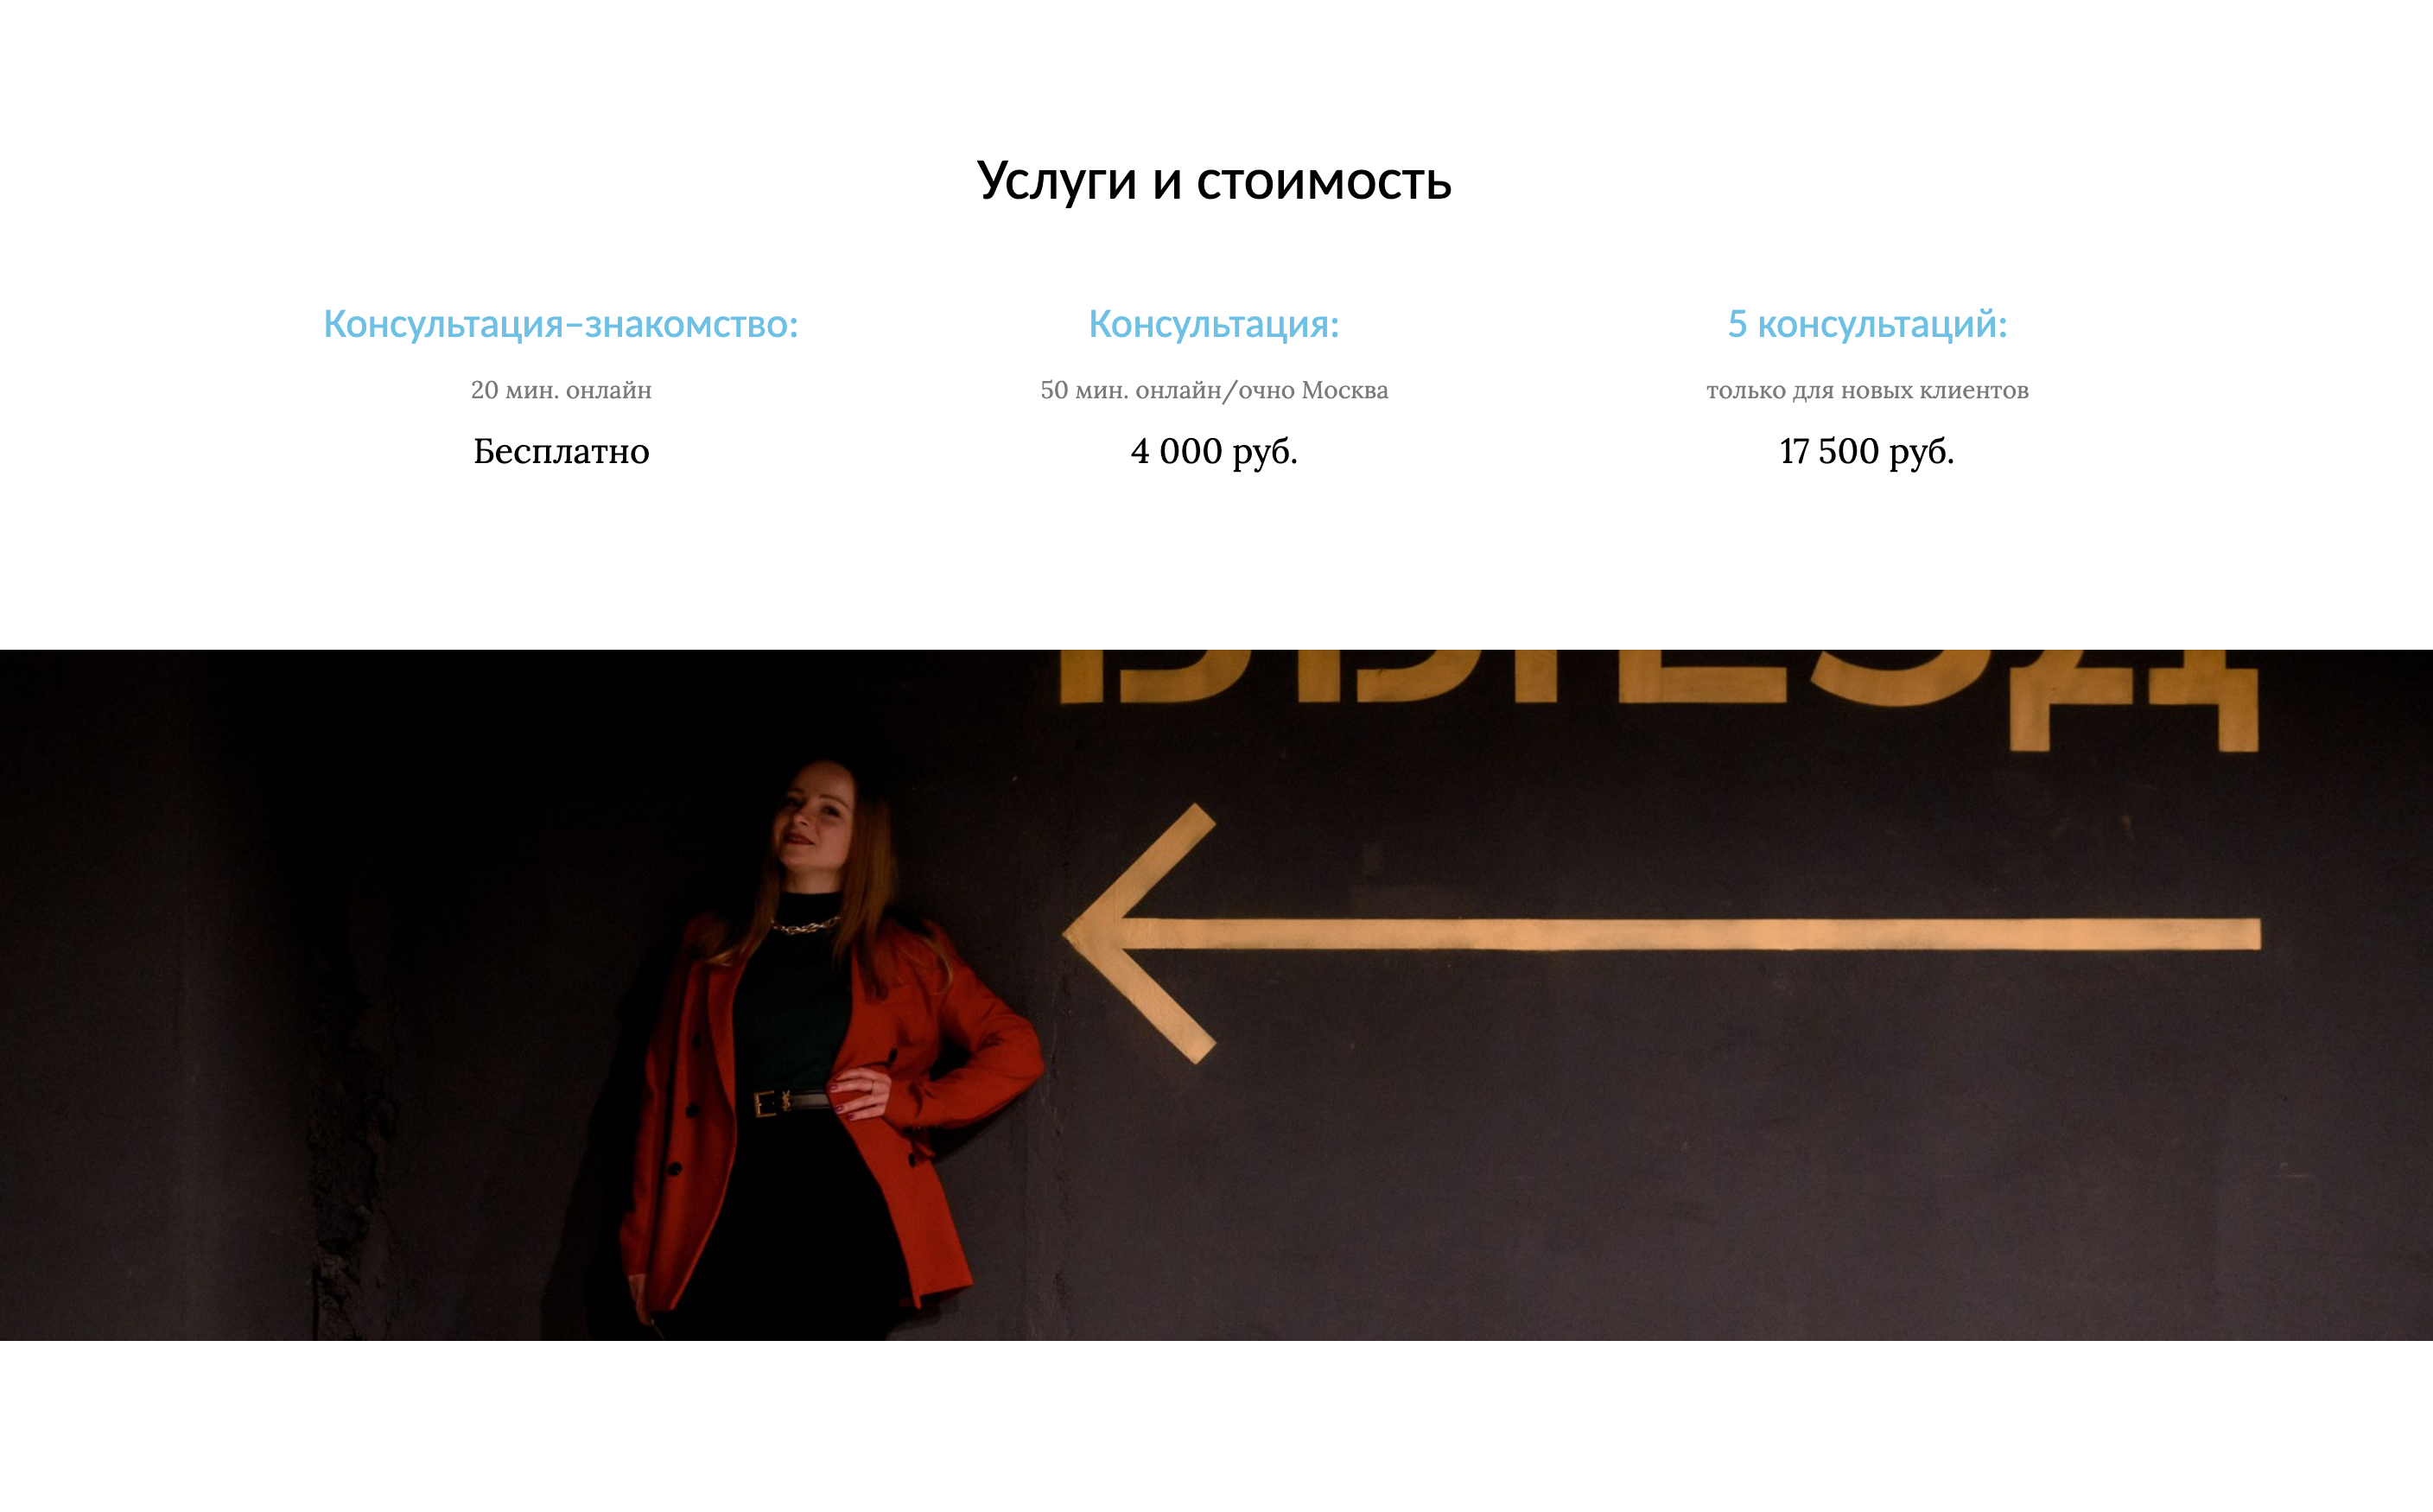 Услуги и стоимость
Консультация–знакомство:
Консультация:
5 консультаций:
20 мин. онлайн
50 мин. онлайн/очно Москва
только для новых клиентов
Бесплатно
4 000 руб.
17 500 руб.